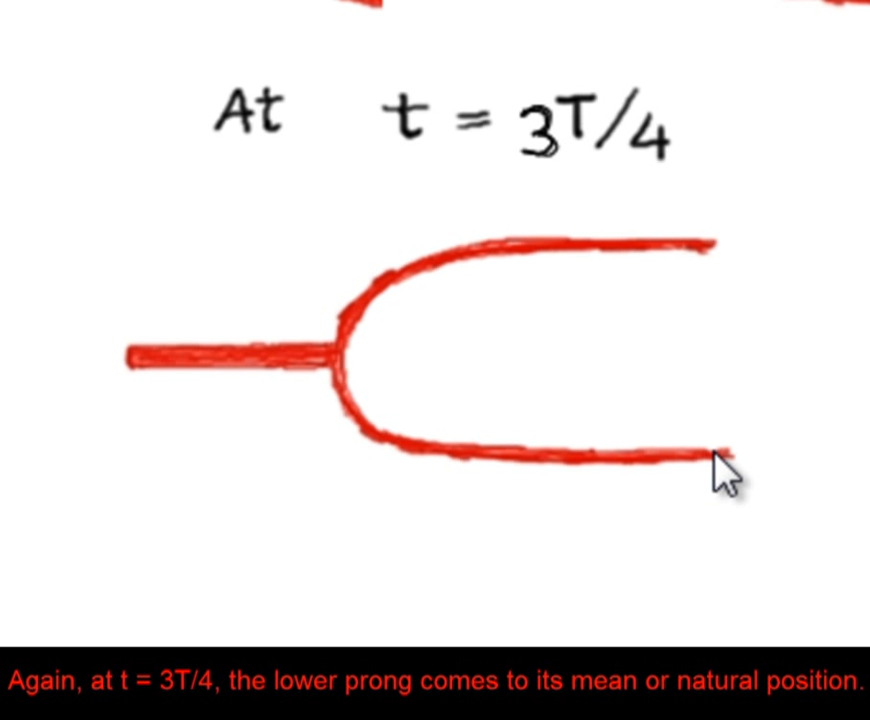 At t = 3T/4
Again, at t = 3T/4, the lower prong comes to its mean or natural position.